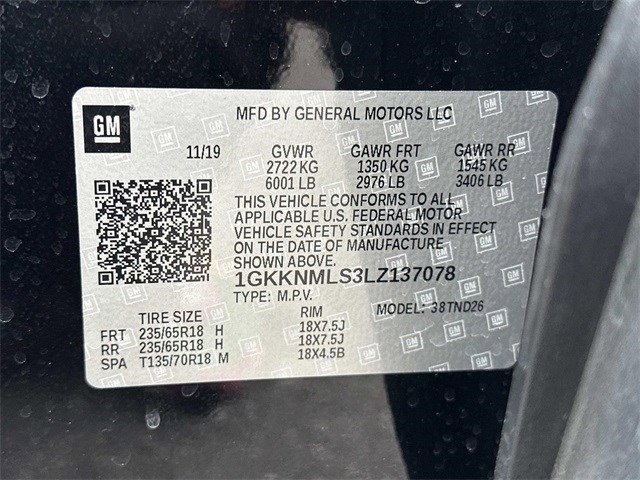 GM
MFD BY GENERAL MOTORS LLC
11/19 GVWR GAWR FRT GAWR RR
2722 KG 1350 KG 1545 KG
6001 LB 2976 LB 3406 LB
THIS VEHICLE CONFORMS TO ALL
APPLICABLE U.S. FEDERAL MOTOR
VEHICLE SAFETY STANDARDS IN EFFECT
ON THE DATE OF MANUFACTURE
SHOWN ABOVE.
1GKKNMLS3LZ137078
TYPE: M.P.V. MODEL: 38TND26
TIRE SIZE RIM
FRT 235/65R18 H 18X7.5J
RR 235/65R18 H 18X7.5J
SPA T135/70R18 M 18X4.5B